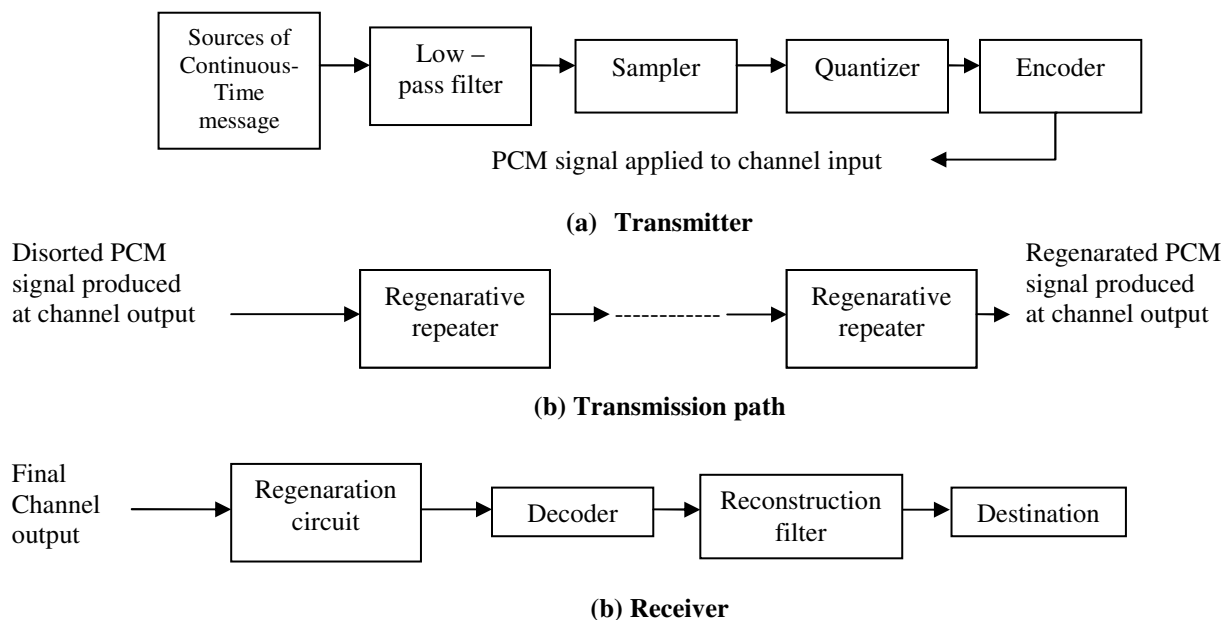 Sources of
Continuous-
Time
message
Low –
pass filter
Sampler
Quantizer
Encoder
PCM signal applied to channel input
(a) Transmitter
Disorted PCM
signal produced
at channel output
Regenarative
repeater
Regenarative
repeater
Regenarated PCM
signal produced
at channel output
(b) Transmission path
Final
Channel
output
Regenaration
circuit
Decoder
Reconstruction
filter
Destination
(b) Receiver